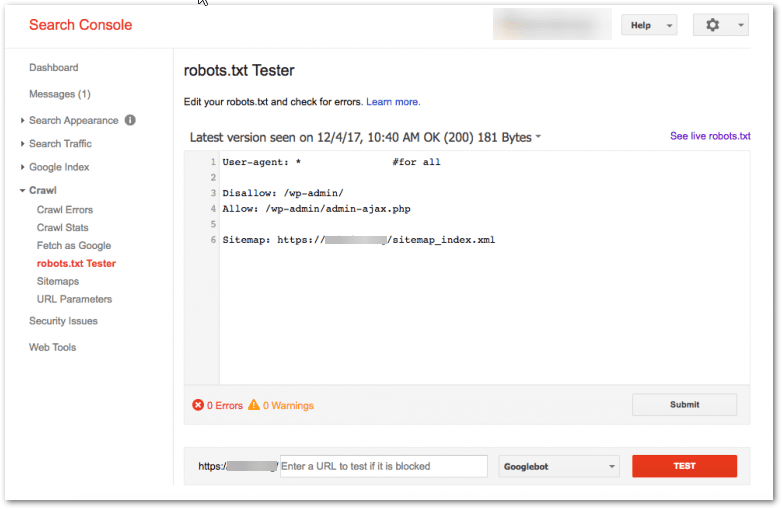 Search Console
Help
Dashboard
Messages (1)
Search Appearance
Search Traffic
Google Index
Crawl
Crawl Errors
Crawl Stats
Fetch as Google
robots.txt Tester
Sitemaps
URL Parameters
Security Issues
Web Tools
robots.txt Tester
Edit your robots.txt and check for errors. Learn more.
Latest version seen on 12/4/17, 10:40 AM OK (200) 181 Bytes
See live robots.txt
1 User-agent: * #for all
2
3 Disallow: /wp-admin/
4 Allow: /wp-admin/admin-ajax.php
5
6 Sitemap: https:// /sitemap_index.xml
0 Errors 0 Warnings
Submit
https:/ / Enter a URL to test if it is blocked Googlebot TEST